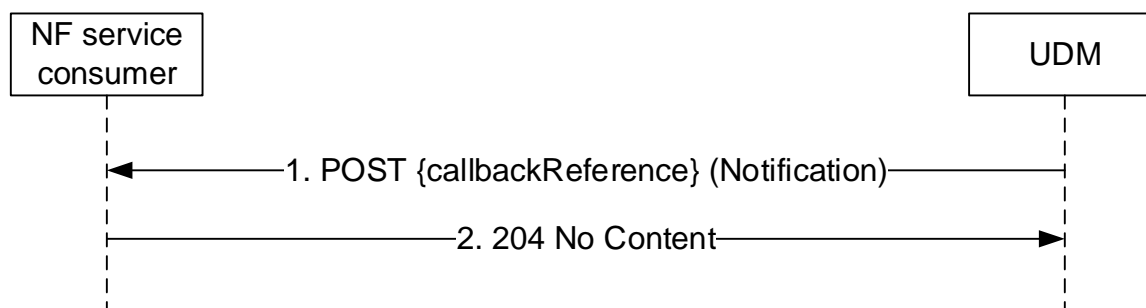 NF service
consumer
UDM
1. POST {callbackReference} (Notification)
2. 204 No Content